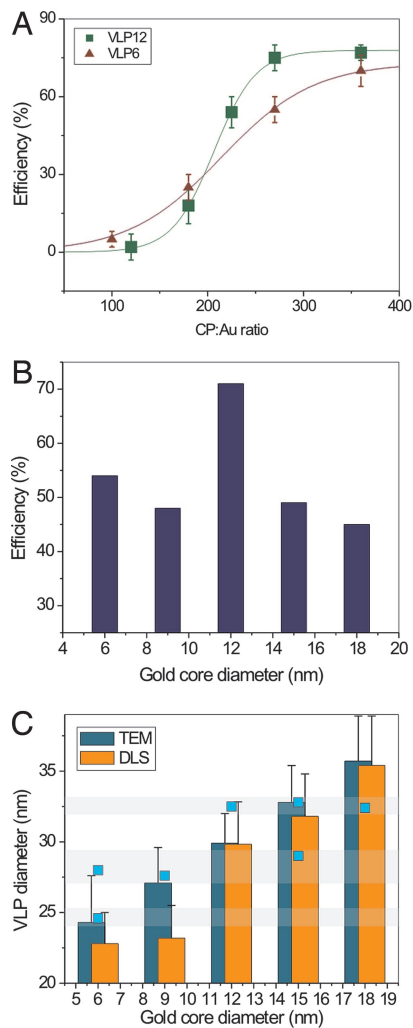 A
90
60
30
0
Efficiency (%)
VLP12
VLP6
100 200 300 400
CP:Au ratio
B
70
60
50
40
30
Efficiency (%)
4 6 8 10 12 14 16 18 20
Gold core diameter (nm)
C
35
30
25
20
VLP diameter (nm)
TEM
DLS
5 6 7 8 9 10 11 12 13 14 15 16 17 18 19
Gold core diameter (nm)